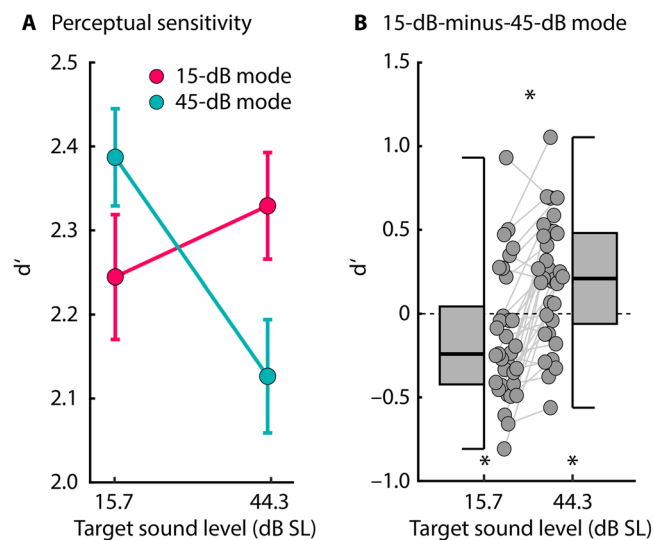 A Perceptual sensitivity
2.5
2.4
2.3
2.2
2.1
2.0
d′
15-dB mode
45-dB mode
15.7 44.3
Target sound level (dB SL)
B 15-dB-minus-45-dB mode
1.5
1.0
0.5
0
−0.5
−1.0
d′
*
* *
15.7 44.3
Target sound level (dB SL)